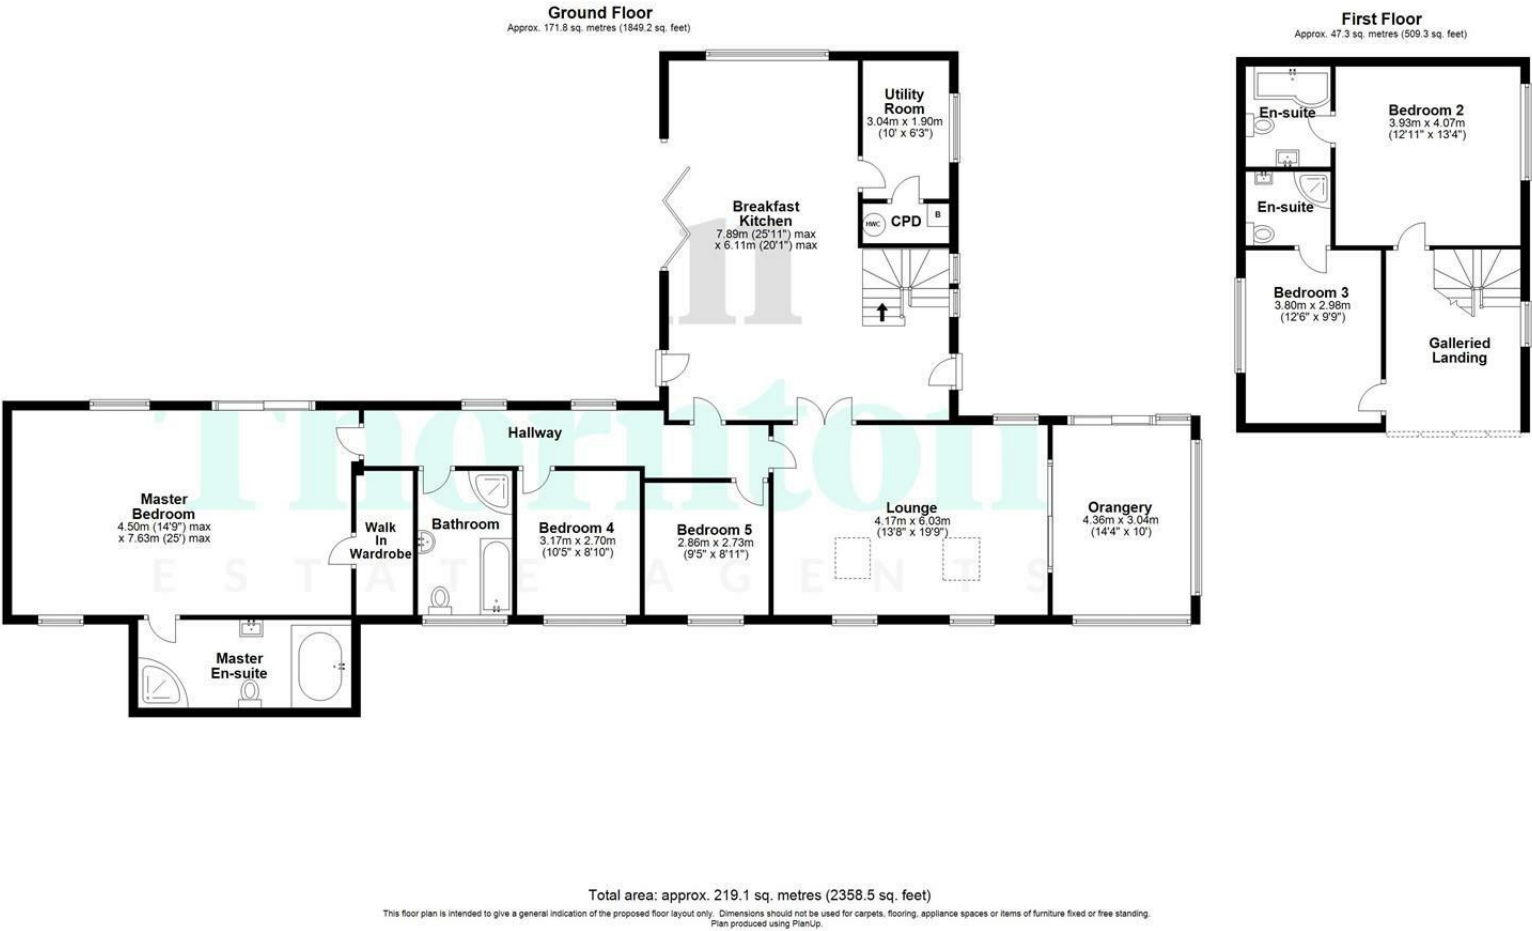 Ground Floor
Approx. 171.8 sq. metres (1849.2 sq. feet)
First Floor
Approx. 47.3 sq. metres (509.3 sq. feet)
Utility
Room
3.04m x 1.90m
(10' x 6'3")
Breakfast
Kitchen
7.89m (25'11") max
x 6.11m (20'1") max
HWC
CPD
B
En-suite
Bedroom 2
3.93m x 4.07m
(12'11" x 13'4")
En-suite
Bedroom 3
3.80m x 2.98m
(12'6" x 9'9")
Galleried
Landing
Hallway
Master
Bedroom
4.50m (14'9") max
x 7.63m (25') max
Walk
In
Wardrobe
Bathroom
Bedroom 4
3.17m x 2.70m
(10'5" x 8'10")
Bedroom 5
2.86m x 2.73m
(9'5" x 8'11")
Lounge
4.17m x 6.03m
(13'8" x 19'9")
Orangery
4.36m x 3.04m
(14'4" x 10')
Master
En-suite
Thornton
ESTATE AGENTS
Total area: approx. 219.1 sq. metres (2358.5 sq. feet)
This floor plan is intended to give a general indication of the proposed floor layout only. Dimensions should not be used for carpets, flooring, appliance spaces or items of furniture fixed or free standing.
Plan produced using PlanUp.